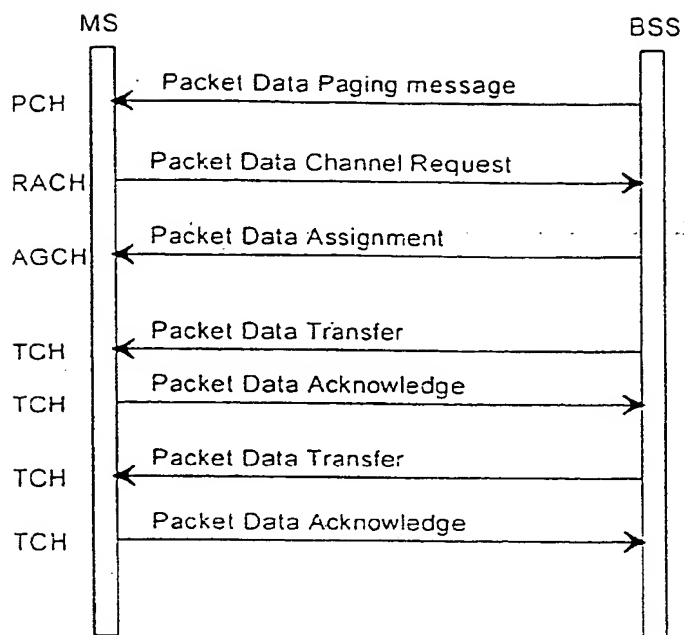 MS BSS
Packet Data Paging message
PCH
Packet Data Channel Request
RACH
Packet Data Assignment
AGCH
Packet Data Transfer
TCH
Packet Data Acknowledge
TCH
Packet Data Transfer
TCH
Packet Data Acknowledge
TCH